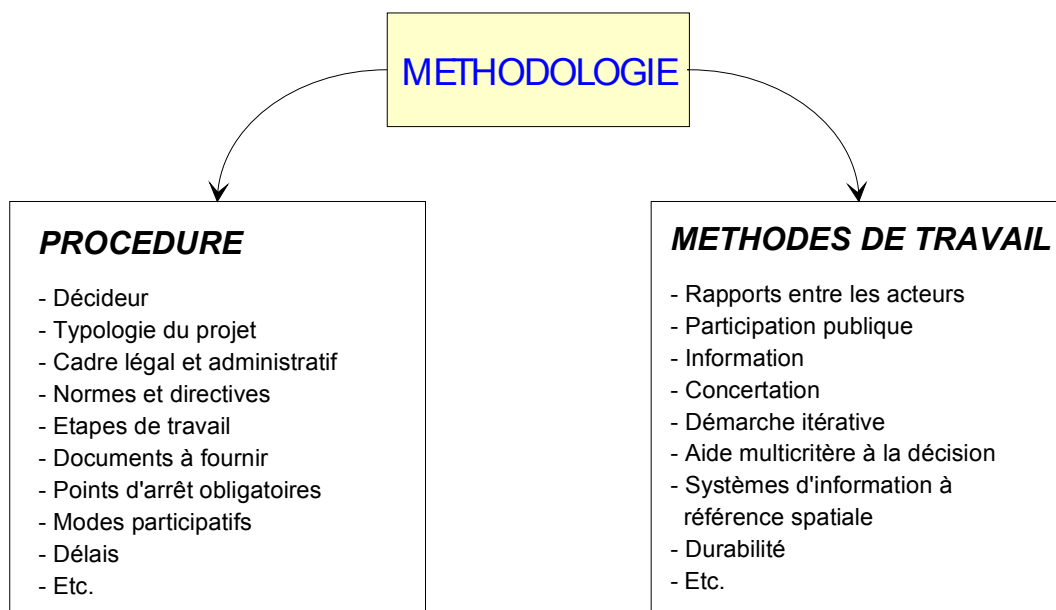 METHODOLOGIE
PROCEDURE
- Décideur
- Typologie du projet
- Cadre légal et administratif
- Normes et directives
- Etapes de travail
- Documents à fournir
- Points d'arrêt obligatoires
- Modes participatifs
- Délais
- Etc.
METHODES DE TRAVAIL
- Rapports entre les acteurs
- Participation publique
- Information
- Concertation
- Démarche itérative
- Aide multicritère à la décision
- Systèmes d'information à
référence spatiale
- Durabilité
- Etc.